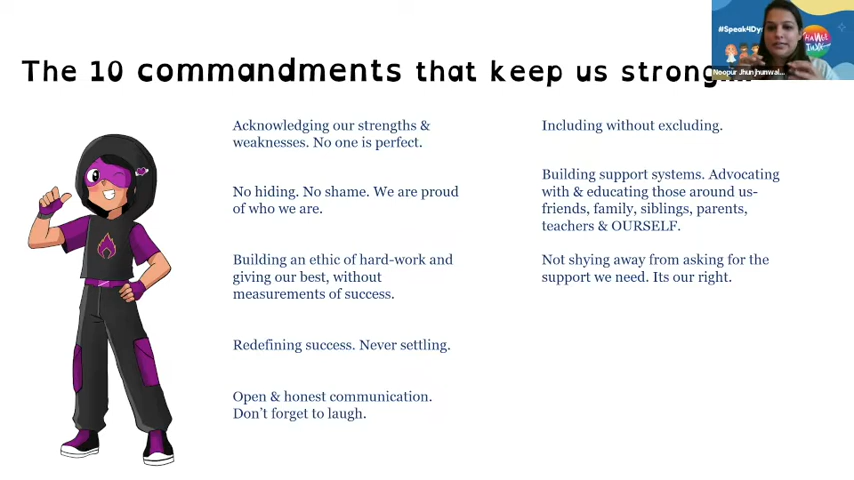 The 10 commandments that keep us strong
Acknowledging our strengths &
weaknesses. No one is perfect.
No hiding. No shame. We are proud
of who we are.
Building an ethic of hard-work and
giving our best, without
measurements of success.
Redefining success. Never settling.
Open & honest communication.
Don't forget to laugh.
Including without excluding.
Building support systems. Advocating
with & educating those around us-
friends, family, siblings, parents,
teachers & OURSELF.
Not shying away from asking for the
support we need. Its our right.
#Speak4Dy
Noopur Jhunjhunwal...